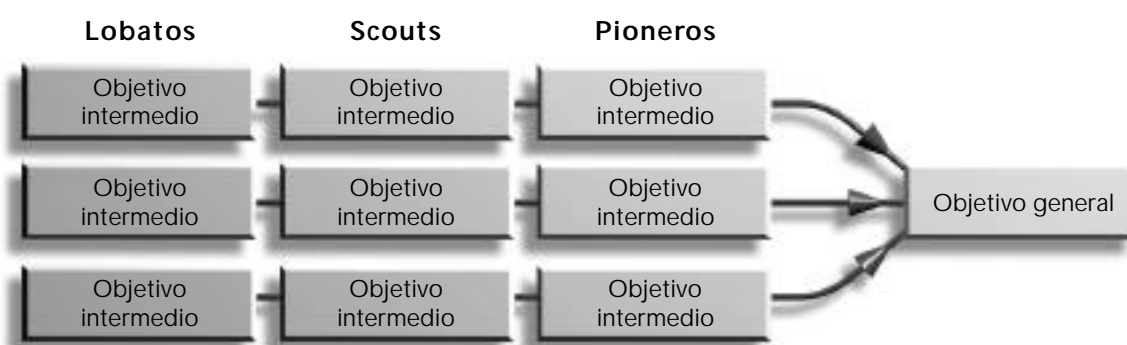 Lobatos Scouts Pioneros
Objetivo intermedio Objetivo intermedio Objetivo intermedio
Objetivo intermedio Objetivo intermedio Objetivo intermedio
Objetivo general
Objetivo intermedio Objetivo intermedio Objetivo intermedio